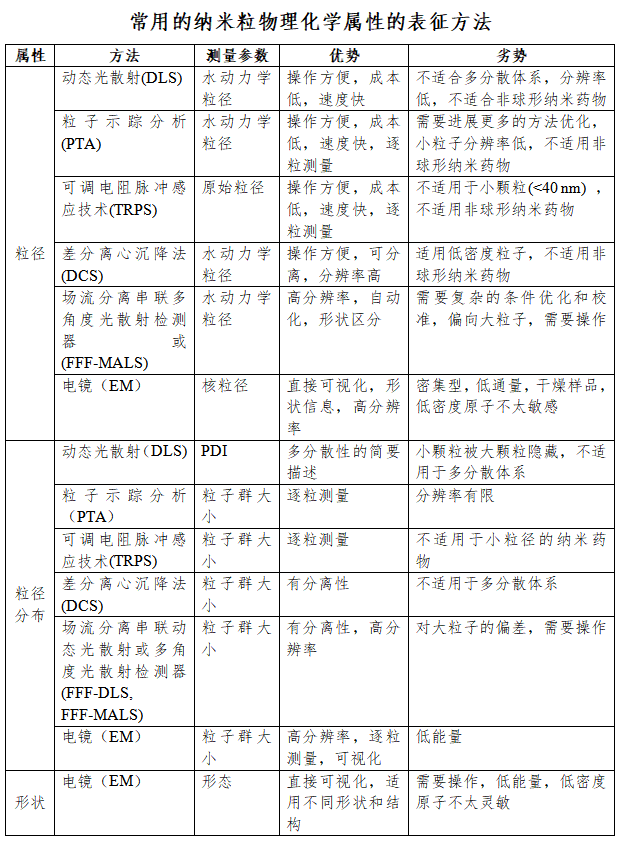 常用的纳米粒物理化学属性的表征方法
属性 方法 测量参数 优势 劣势
粒径
动态光散射(DLS)
水动力学
粒径
操作方便，成本
低，速度快
不适合多分散体系，分辨率
低，不适合非球形纳米药物
粒子示踪分析
(PTA)
水动力学
粒径
操作方便，成本
低，速度快，逐
粒测量
需要进展更多的方法优化，
小粒子分辨率低，不适用非
球形纳米药物
可调电阻脉冲感
应技术(TRPS)
原始粒径
操作方便，成本
低，速度快，逐
粒测量
不适用于小颗粒(<40 nm) ，
不适用非球形纳米药物
差分离心沉降法
(DCS)
水动力学
粒径
操作方便，可分
离，分辨率高
适用低密度粒子，不适用非
球形纳米药物
场流分离串联多
角度光散射检测
器 或
(FFF-MALS)
水动力学
粒径
高分辨率，自动
化，形状区分
需要复杂的条件优化和校
准，偏向大粒子，需要操作
电镜（EM）
核粒径
直接可视化，形
状信息，高分辨
率
密集型，低通量，干燥样品，
低密度原子不太敏感
粒径
分布
动态光散射（DLS)
PDI
多分散性的简要
描述
小颗粒被大颗粒隐藏，不适
用于多分散体系
粒子示踪分析
（PTA）
粒子群大
小
逐粒测量
分辨率有限
可调电阻脉冲感
应技术(TRPS)
粒子群大
小
逐粒测量
不适用于小粒径的纳米药
物
差分离心沉降法
(DCS)
粒子群大
小
有分离性
不适用于多分散体系
场流分离串联动
态光散射或多角
度光散射检测器
(FFF-DLS,
FFF-MALS)
粒子群大
小
有分离性，高分
辨率
对大粒子的偏差，需要操作
电镜（EM）
粒子群大
小
高分辨率，逐粒
测量，可视化
低能量
形状
电镜（EM）
形态
直接可视化，适
用不同形状和结
构
需要操作，低能量，低密度
原子不太灵敏